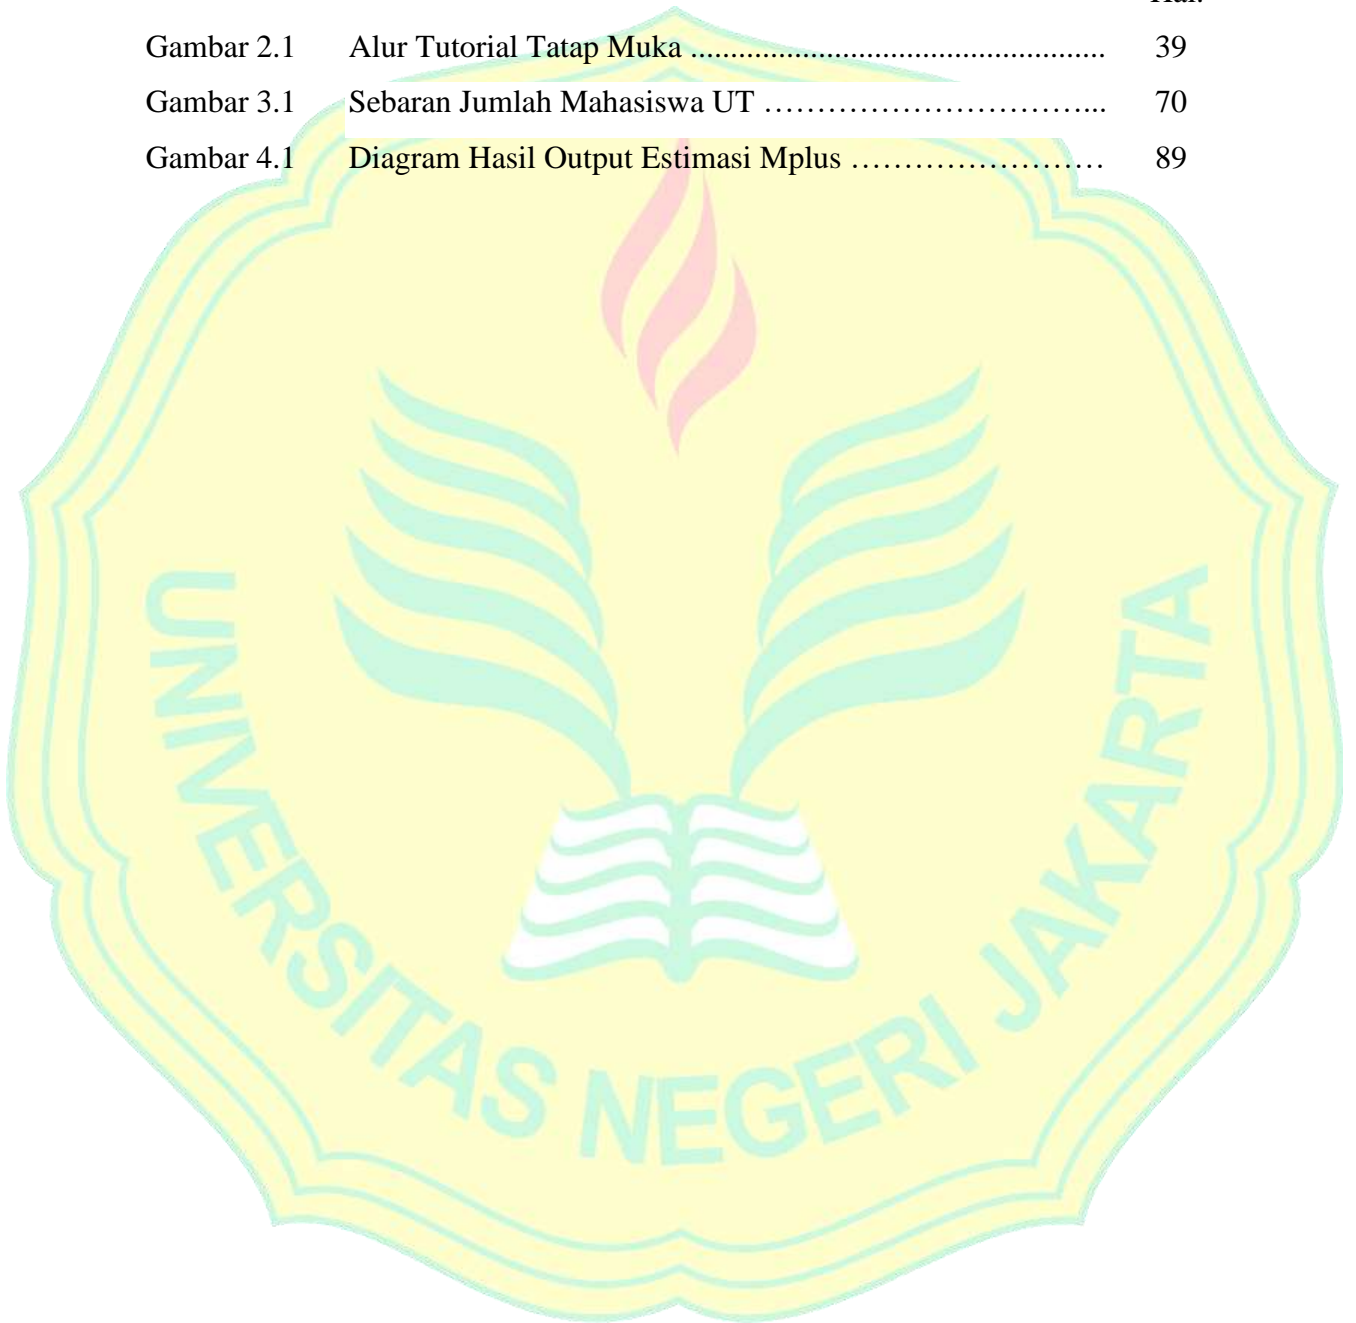 Hal.
Gambar 2.1 Alur Tutorial Tatap Muka .................................................... 39
Gambar 3.1 Sebaran Jumlah Mahasiswa UT …………………………... 70
Gambar 4.1 Diagram Hasil Output Estimasi Mplus …………………… 89
UNIVERSITAS NEGERI JAKARTA